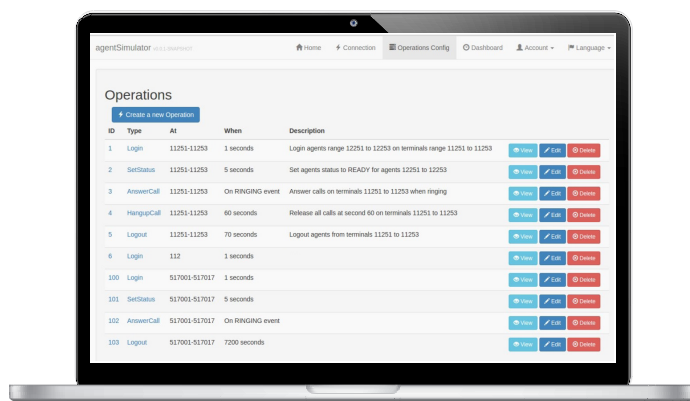 agentSimulator v0.0.1-SNAPSHOT
Home Connection Operations Config Dashboard Account Language
Operations
Create a new Operation
ID Type At When Description
1 Login 11251-11253 1 seconds Login agents range 12251 to 12253 on terminals range 11251 to 11253 View Edit Delete
2 SetStatus 11251-11253 5 seconds Set agents status to READY for agents 12251 to 12253 View Edit Delete
3 AnswerCall 11251-11253 On RINGING event Answer calls on terminals 11251 to 11253 when ringing View Edit Delete
4 HangupCall 11251-11253 60 seconds Release all calls at second 60 on terminals 11251 to 11253 View Edit Delete
5 Logout 11251-11253 70 seconds Logout agents from terminals 11251 to 11253 View Edit Delete
6 Login 112 1 seconds View Edit Delete
100 Login 517001-517017 1 seconds View Edit Delete
101 SetStatus 517001-517017 5 seconds View Edit Delete
102 AnswerCall 517001-517017 On RINGING event View Edit Delete
103 Logout 517001-517017 7200 seconds View Edit Delete